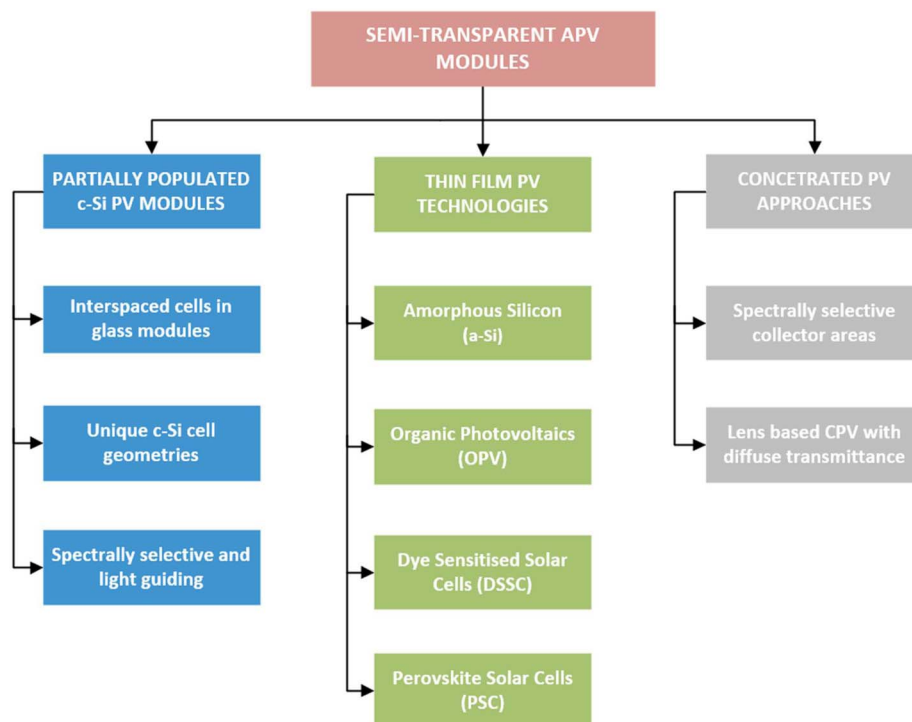 SEMI-TRANSPARENT APV
MODULES
PARTIALLY POPULATED
c-Si PV MODULES
Interspaced cells in
glass modules
Unique c-Si cell
geometries
Spectrally selective and
light guiding
THIN FILM PV
TECHNOLOGIES
Amorphous Silicon
(a-Si)
Organic Photovoltaics
(OPV)
Dye Sensitised Solar
Cells (DSSC)
Perovskite Solar Cells
(PSC)
CONCETRATED PV
APPROACHES
Spectrally selective
collector areas
Lens based CPV with
diffuse transmittance